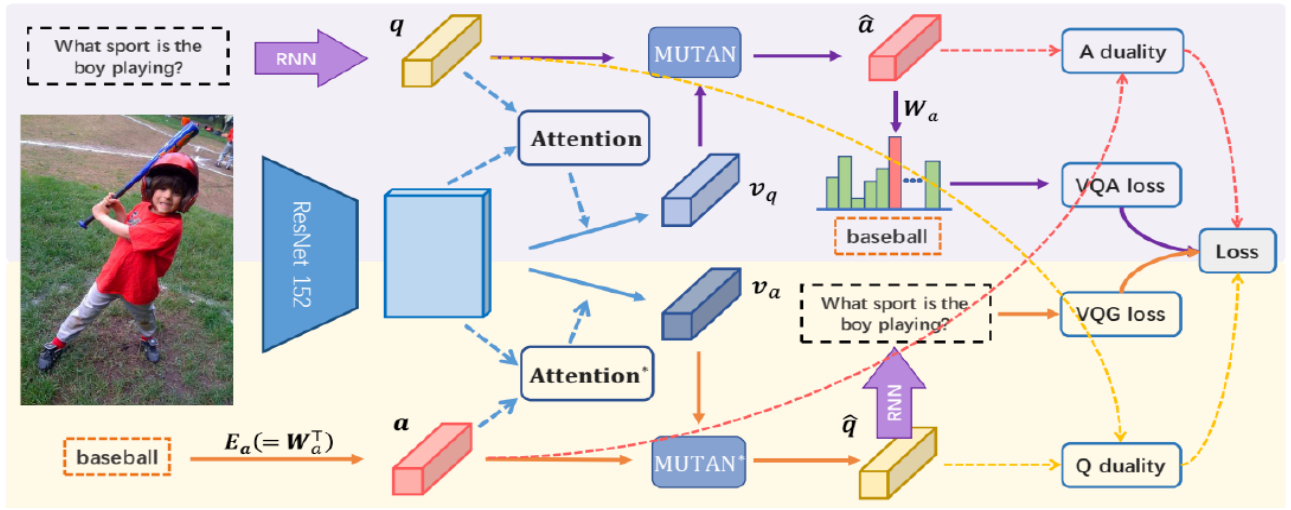 What sport is the
boy playing?
RNN
q
MUTAN
â
A duality
Attention
W_a
ResNet 152
v_q
VQA loss
baseball
Loss
v_a
What sport is the
boy playing?
VQG loss
Attention*
RNN
a
q̂
baseball
E_a(= W_a^⊤)
MUTAN*
Q duality